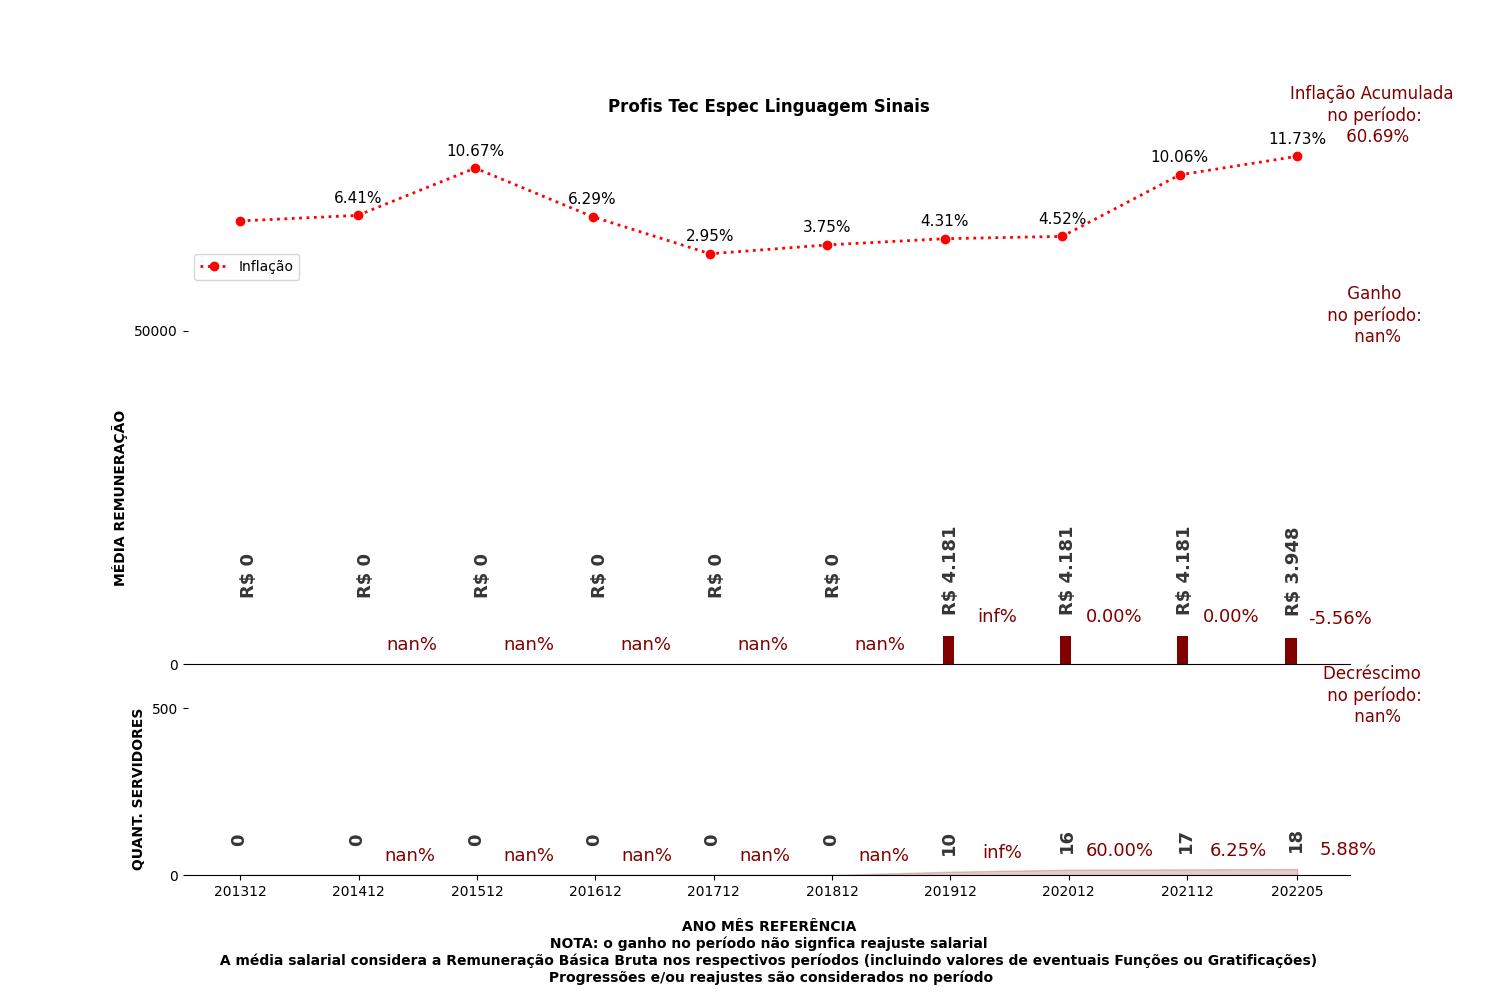 Profis Tec Espec Linguagem Sinais
Inflação Acumulada
no período:
60.69%
6.41%
10.67%
6.29%
2.95%
3.75%
4.31%
4.52%
10.06%
11.73%
Inflação
Ganho
no período:
nan%
MÉDIA REMUNERAÇÃO
50000
0
R$ 0
R$ 0
R$ 0
R$ 0
R$ 0
R$ 0
R$ 4.181
R$ 4.181
R$ 4.181
R$ 3.948
nan%
nan%
nan%
nan%
nan%
inf%
0.00%
0.00%
-5.56%
Decréscimo
no período:
nan%
QUANT. SERVIDORES
500
0
0
0
0
0
0
0
10
16
17
18
nan%
nan%
nan%
nan%
nan%
inf%
60.00%
6.25%
5.88%
201312
201412
201512
201612
201712
201812
201912
202012
202112
202205
ANO MÊS REFERÊNCIA
NOTA: o ganho no período não signfica reajuste salarial
A média salarial considera a Remuneração Básica Bruta nos respectivos períodos (incluindo valores de eventuais Funções ou Gratificações)
Progressões e/ou reajustes são considerados no período